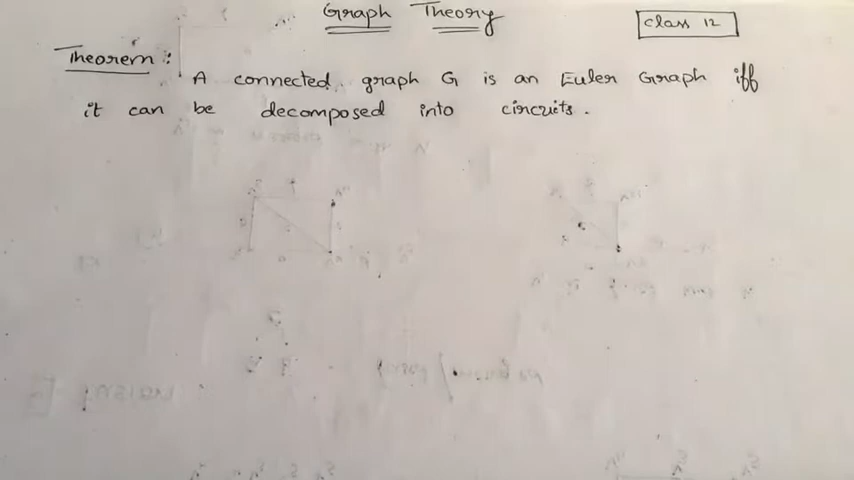 Graph Theory
class 12
Theorem :
A connected graph G is an Euler Graph iff
it can be decomposed into circuits.